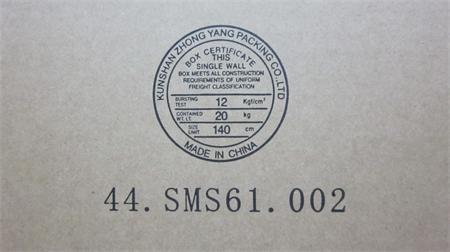 KUNSHAN ZHONG YANG PACKING CO.,LTD
BOX CERTIFICATE
THIS
SINGLE WALL
BOX MEETS ALL CONSTRUCTION
REQUIREMENTS OF UNIFORM
FREIGHT CLASSIFICATION
BURSTING TEST 12 Kgf/cm²
CONTAINED WT. LT. 20 kg
SIZE LIMIT 140 cm
MADE IN CHINA
44.SMS61.002